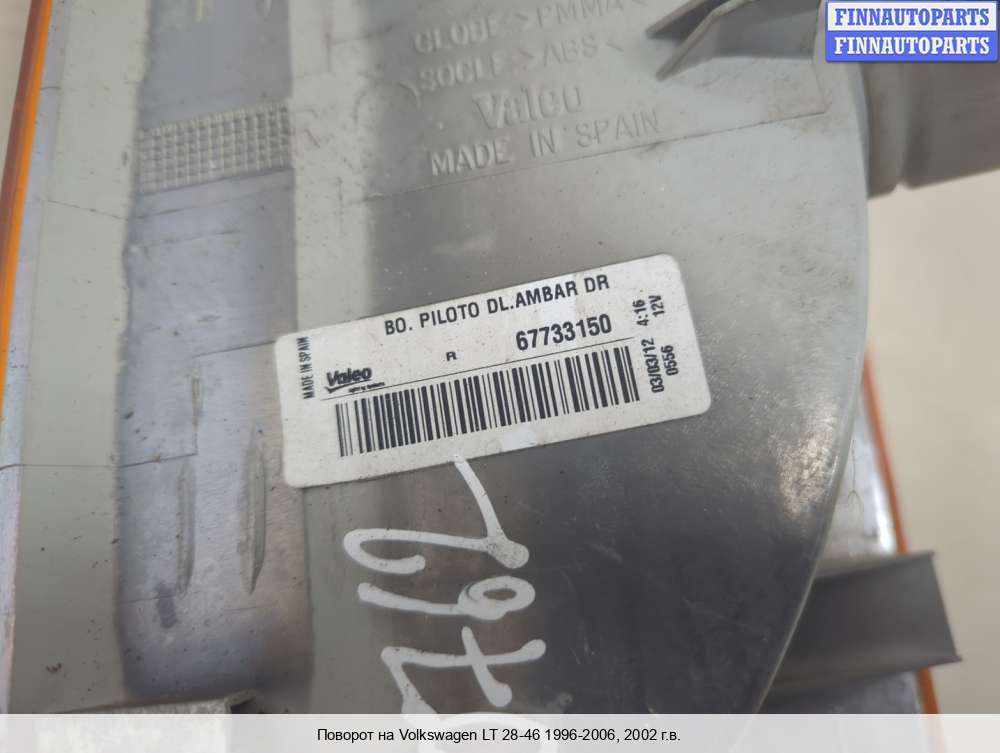 FINNAUTOPARTS
FINNAUTOPARTS
GLOBE >PMMA<
SOCLE >ABS<
Valeo
MADE IN SPAIN
BO. PILOTO DL.AMBAR DR
MADE IN SPAIN
Valeo
R
67733150
03/03/12 4:16
0556 12V
762
Поворот на Volkswagen LT 28-46 1996-2006, 2002 г.в.